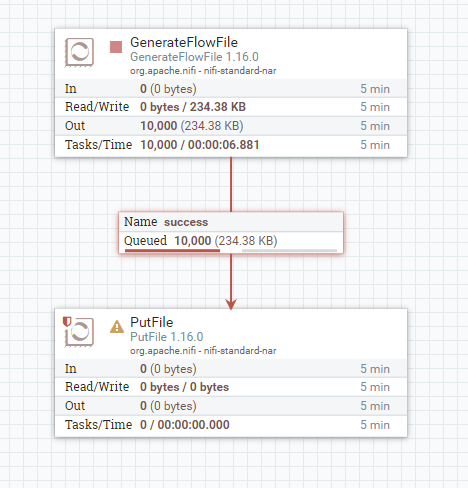 GenerateFlowFile
GenerateFlowFile 1.16.0
org.apache.nifi - nifi-standard-nar
In 0 (0 bytes) 5 min
Read/Write 0 bytes / 234.38 KB 5 min
Out 10,000 (234.38 KB) 5 min
Tasks/Time 10,000 / 00:00:06.881 5 min
Name success
Queued 10,000 (234.38 KB)
PutFile
PutFile 1.16.0
org.apache.nifi - nifi-standard-nar
In 0 (0 bytes) 5 min
Read/Write 0 bytes / 0 bytes 5 min
Out 0 (0 bytes) 5 min
Tasks/Time 0 / 00:00:00.000 5 min